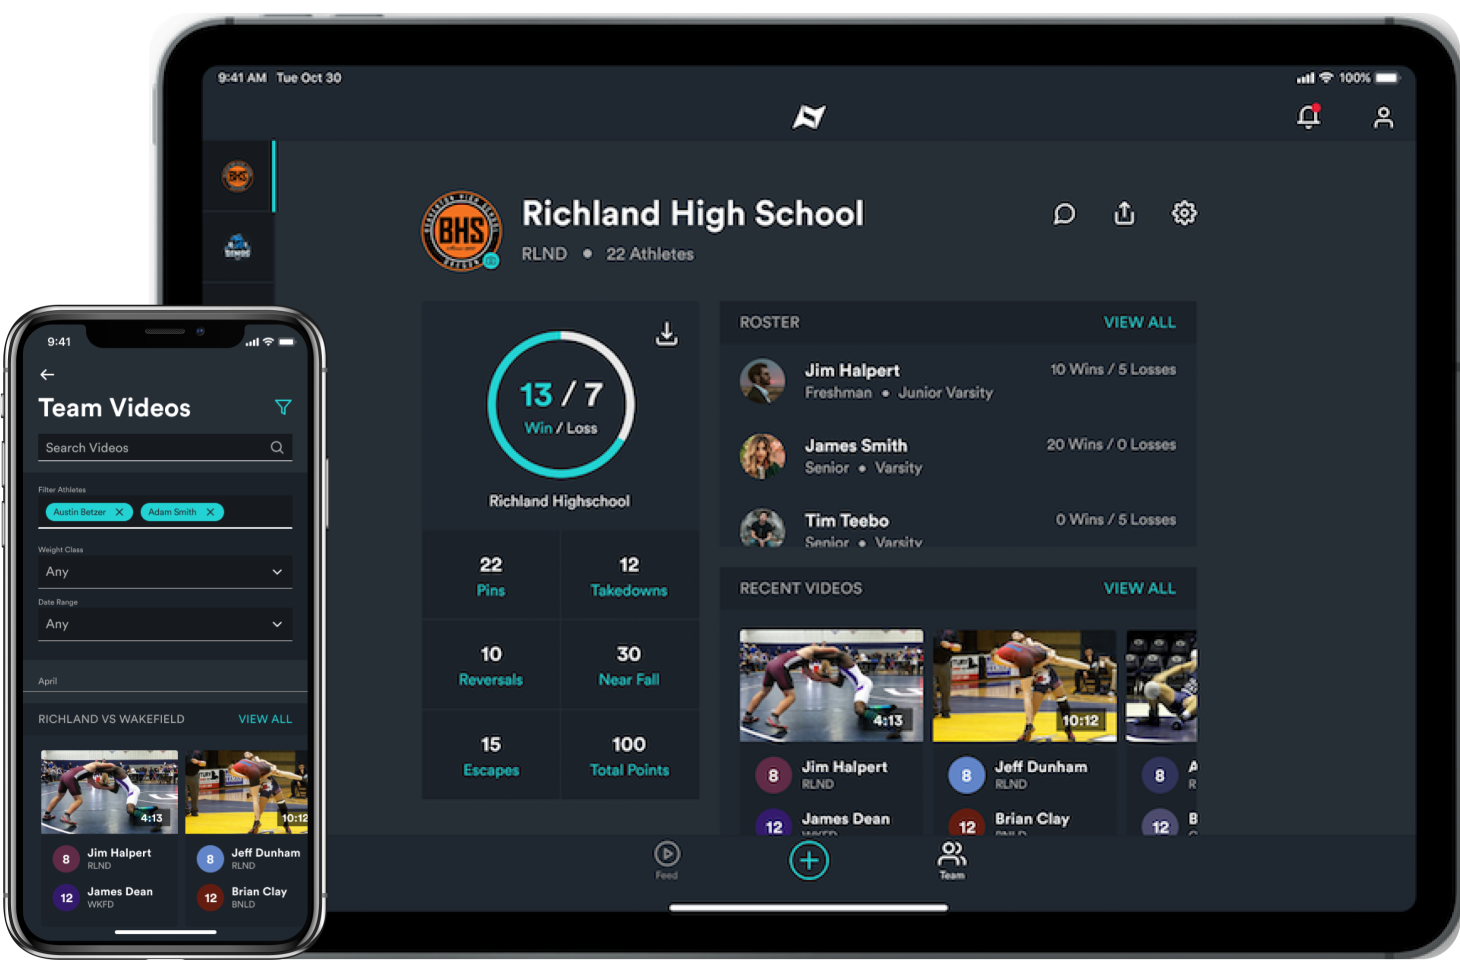 9:41 AM Tue Oct 30
100%
BHS
BHS
Richland High School
RLND • 22 Athletes
13 / 7
Win / Loss
Richland Highschool
22
Pins
12
Takedowns
10
Reversals
30
Near Fall
15
Escapes
100
Total Points
ROSTER
VIEW ALL
Jim Halpert
10 Wins / 5 Losses
Freshman • Junior Varsity
James Smith
20 Wins / 0 Losses
Senior • Varsity
Tim Teebo
0 Wins / 5 Losses
Senior • Varsity
RECENT VIDEOS
VIEW ALL
4:13
10:12
8
Jim Halpert
RLND
12
James Dean
WKFD
8
Jeff Dunham
RLND
12
Brian Clay
BNLD
8
A
R
12
B
Feed
Team
9:41
Team Videos
Search Videos
Filter Athletes
Austin Betzer
Adam Smith
Weight Class
Any
Date Range
Any
April
RICHLAND VS WAKEFIELD
VIEW ALL
4:13
10:12
8
Jim Halpert
RLND
12
James Dean
WKFD
8
Jeff Dunham
RLND
12
Brian Clay
BNLD